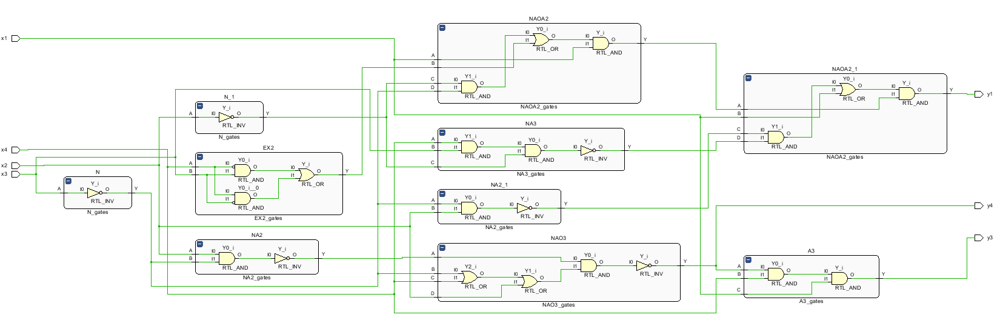 x1
x4
x2
x3
N
A
I0
Y_i
O
RTL_INV
Y
N_gates
N_1
A
I0
Y_i
O
RTL_INV
Y
N_gates
EX2
A
B
I0
I1
Y0_i
O
RTL_AND
I0
I1
Y0_i__0
O
RTL_AND
I0
I1
Y_i
O
RTL_OR
Y
EX2_gates
NA2
A
B
I0
I1
Y0_i
O
RTL_AND
I0
Y_i
O
RTL_INV
Y
NA2_gates
NAOA2
A
B
C
D
I0
I1
Y1_i
O
RTL_AND
I0
I1
Y0_i
O
RTL_OR
I0
I1
Y_i
O
RTL_AND
Y
NAOA2_gates
NA3
A
B
C
I0
I1
Y1_i
O
RTL_AND
I0
I1
Y0_i
O
RTL_AND
I0
Y_i
O
RTL_INV
Y
NA3_gates
NA2_1
A
B
I0
I1
Y0_i
O
RTL_AND
I0
Y_i
O
RTL_INV
Y
NA2_gates
NAO3
A
B
C
D
I0
I1
Y2_i
O
RTL_OR
I0
I1
Y1_i
O
RTL_OR
I0
I1
Y0_i
O
RTL_AND
I0
Y_i
O
RTL_INV
Y
NAO3_gates
NAOA2_1
A
B
C
D
I0
I1
Y1_i
O
RTL_AND
I0
I1
Y0_i
O
RTL_OR
I0
I1
Y_i
O
RTL_AND
Y
NAOA2_gates
A3
A
B
C
I0
I1
Y0_i
O
RTL_AND
I0
I1
Y_i
O
RTL_AND
Y
A3_gates
y1
y4
y3